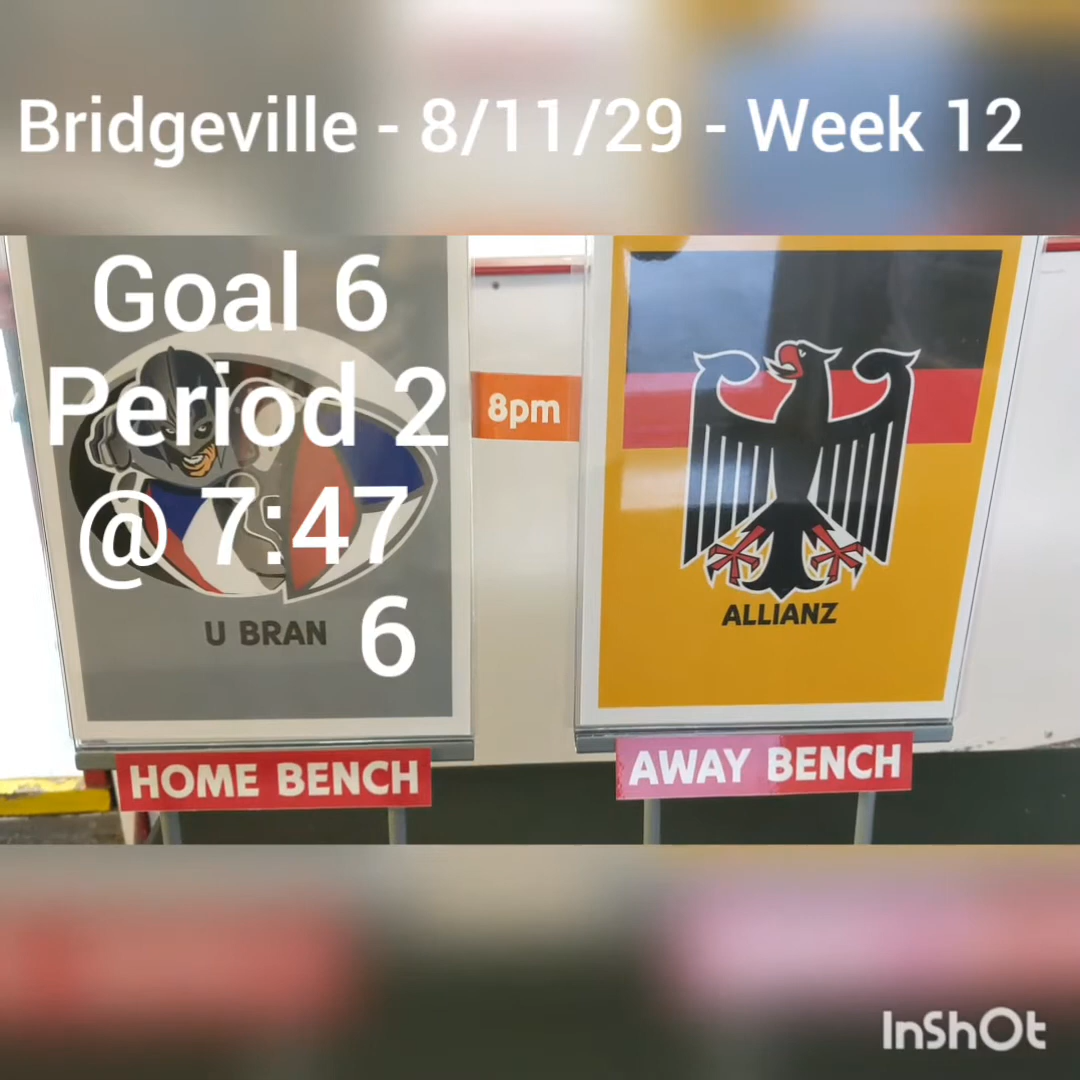 Bridgeville - 8/11/29 - Week 12
Goal 6
Period 2
@ 7:47
6
8pm
U BRAN
ALLIANZ
HOME BENCH
AWAY BENCH
InShOt